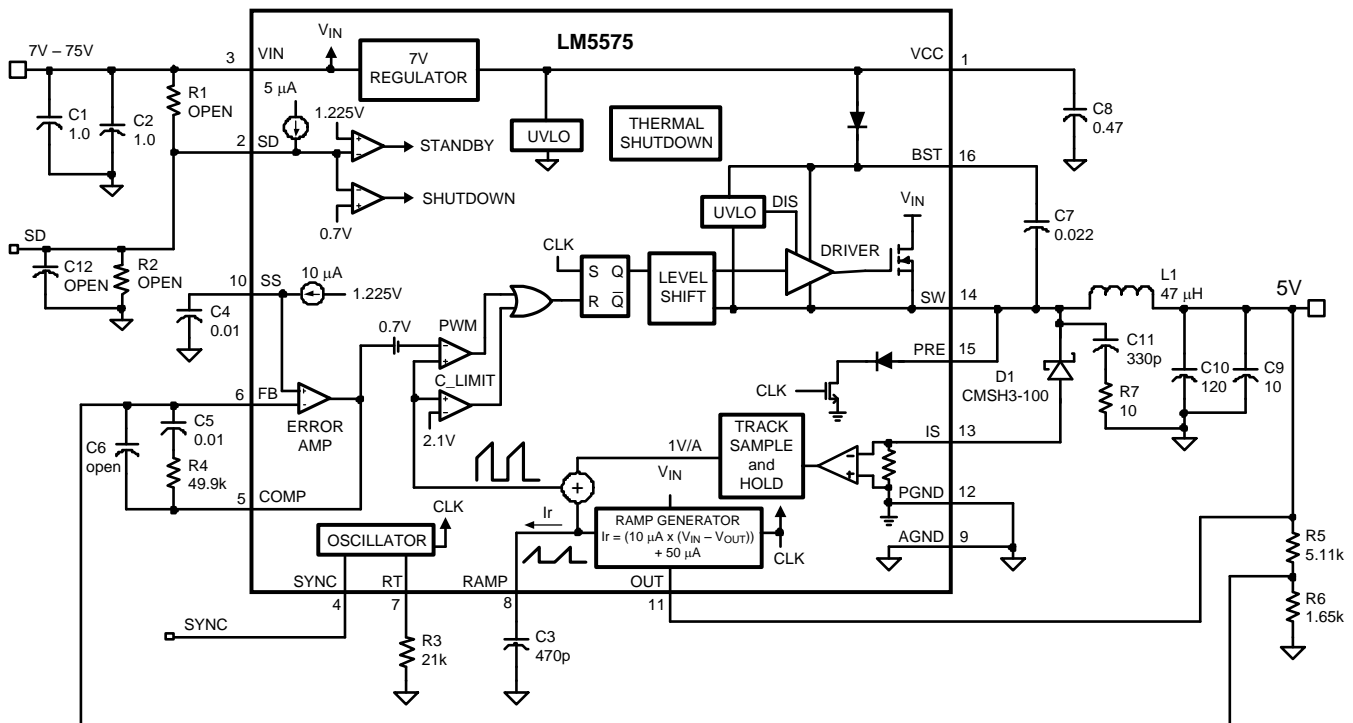 LM5575
7V – 75V
3
VIN
V_IN
7V
REGULATOR
VCC
1
R1
OPEN
5 µA
1.225V
C1
1.0
C2
1.0
2
SD
STANDBY
UVLO
THERMAL
SHUTDOWN
C8
0.47
SHUTDOWN
0.7V
BST
16
UVLO
DIS
V_IN
DRIVER
C7
0.022
SD
C12
OPEN
R2
OPEN
10
SS
10 µA
1.225V
CLK
S
Q
R
Q̅
LEVEL
SHIFT
SW
14
L1
47 µH
5V
C4
0.01
0.7V
PWM
PRE
15
C11
330p
C10
120
C9
10
C_LIMIT
CLK
D1
CMSH3-100
R7
10
6
FB
ERROR
AMP
2.1V
C6
open
C5
0.01
R4
49.9k
5
COMP
1V/A
TRACK
SAMPLE
and
HOLD
IS
13
V_IN
+
PGND
12
CLK
Ir
RAMP GENERATOR
Ir = (10 µA x (V_IN – V_OUT))
+ 50 µA
CLK
AGND
9
OSCILLATOR
R5
5.11k
SYNC
RT
RAMP
OUT
4
7
8
11
R6
1.65k
SYNC
R3
21k
C3
470p